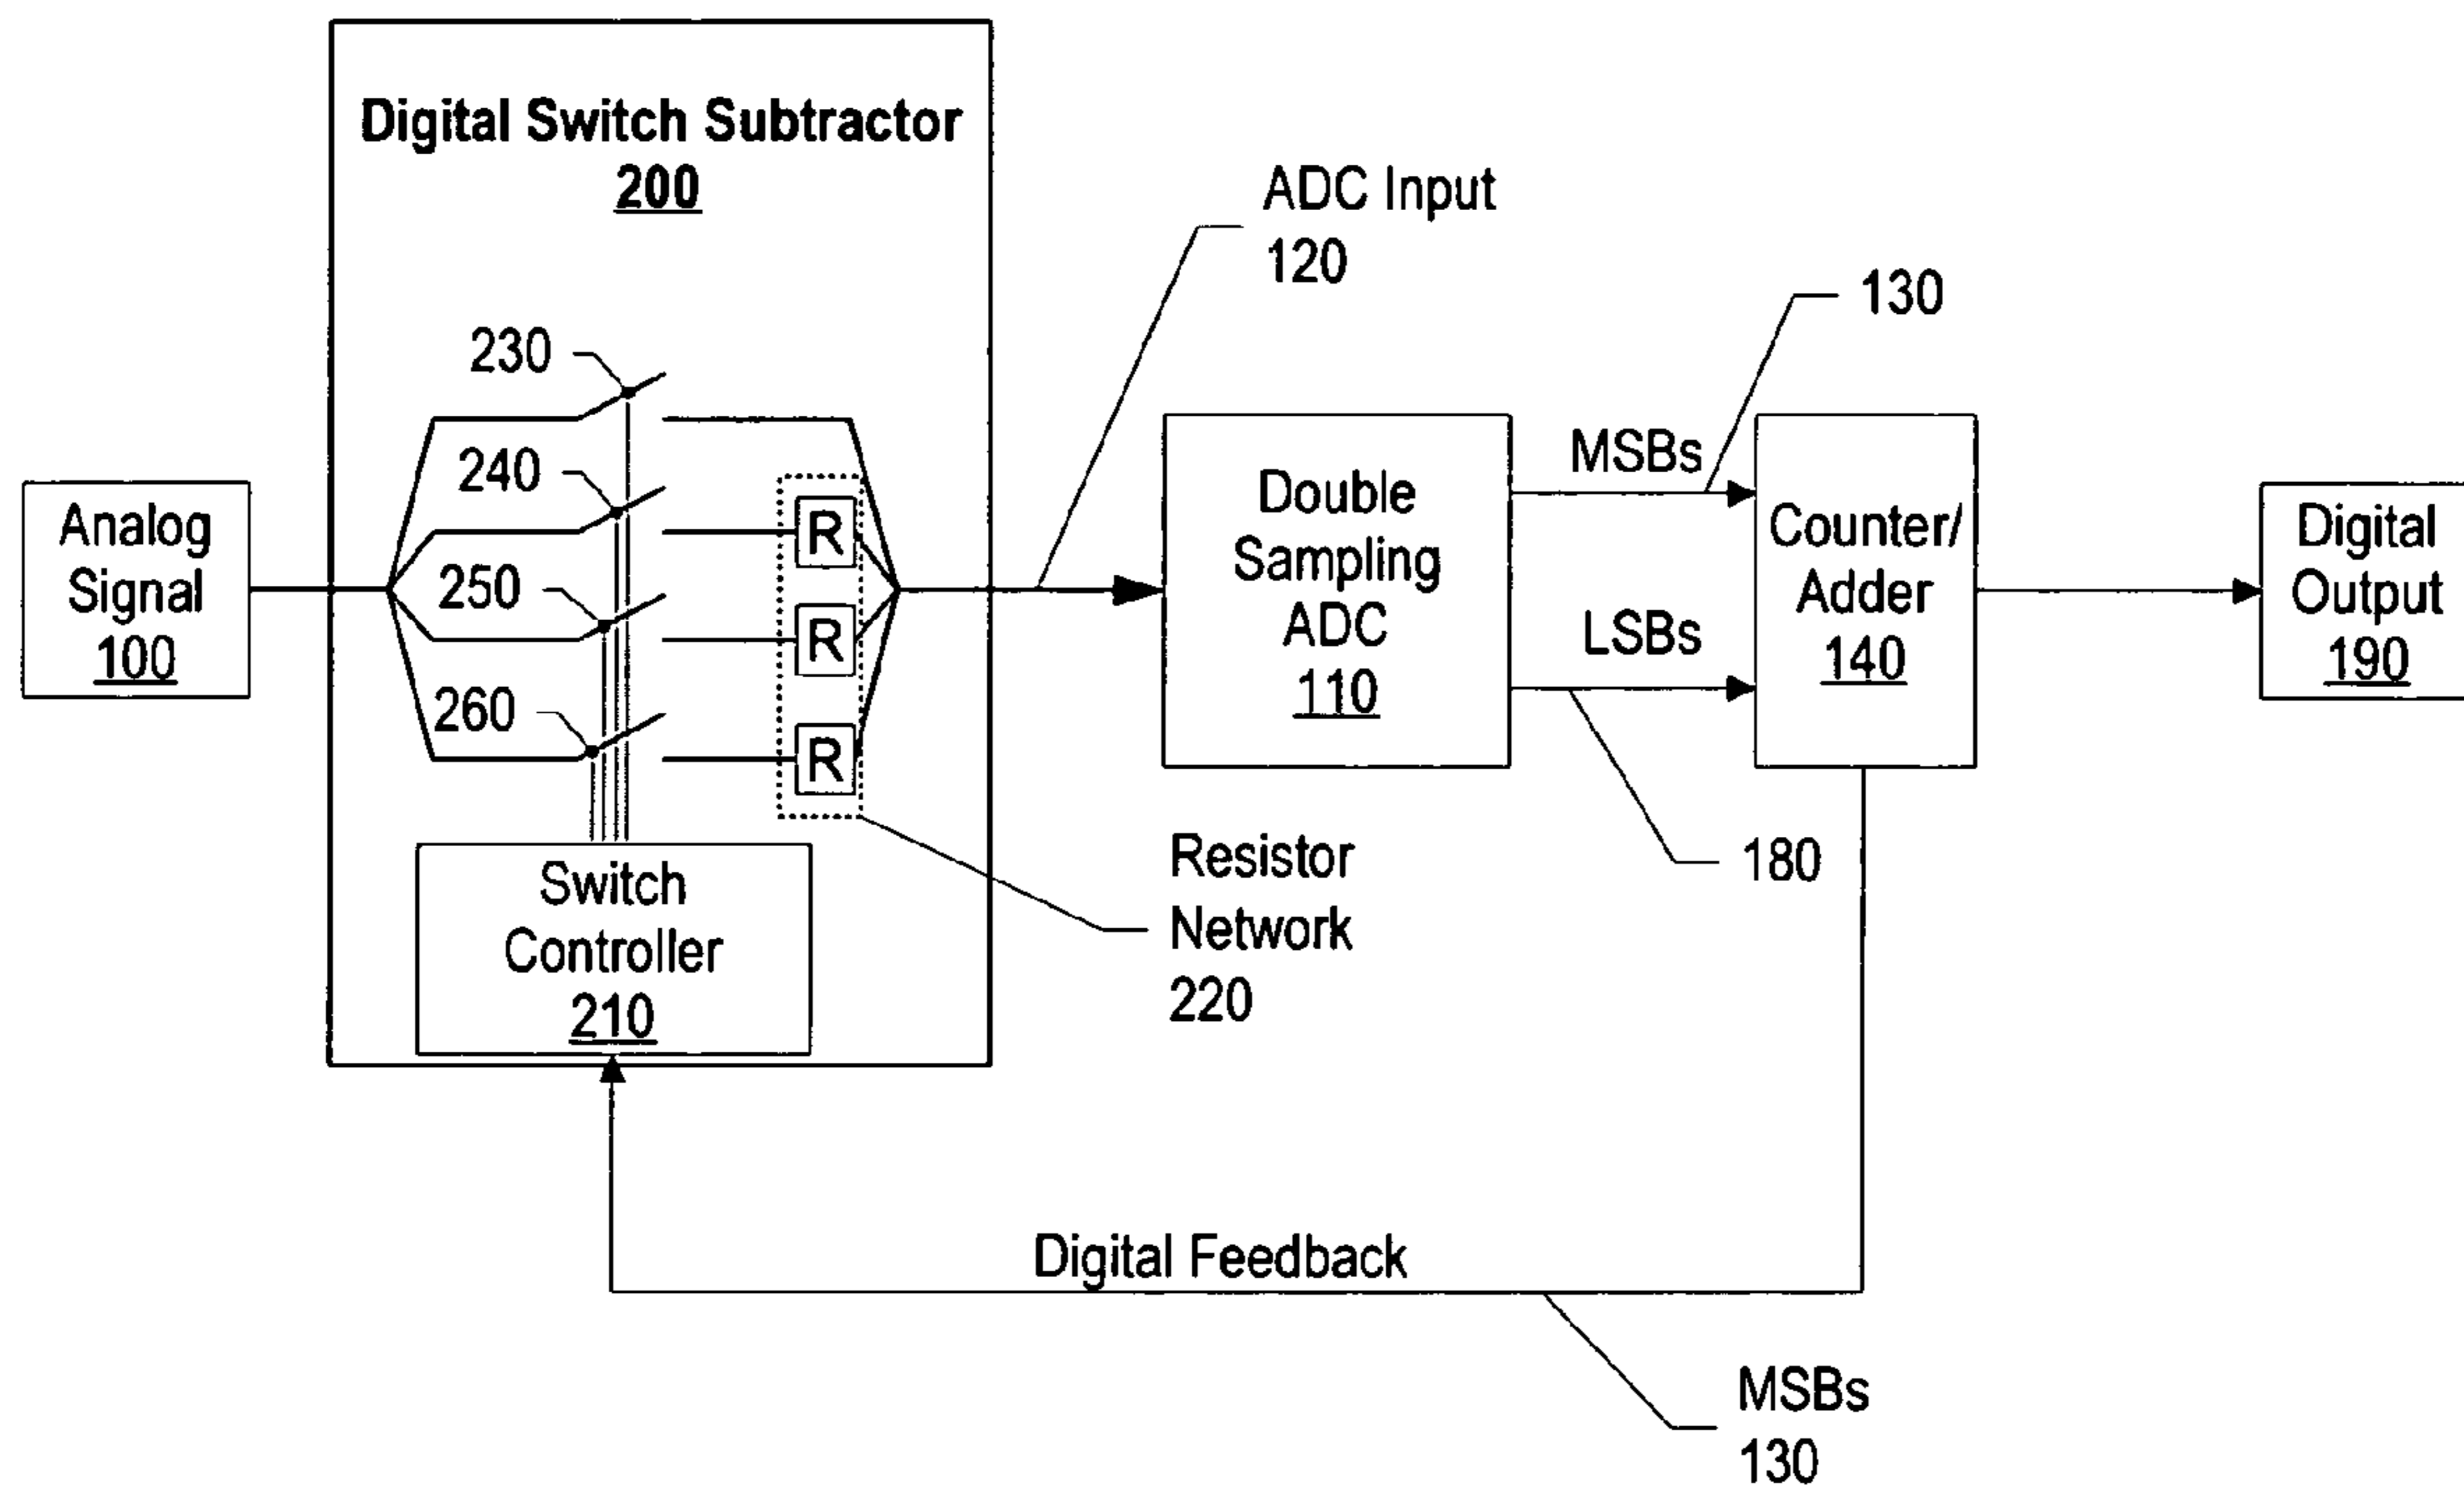 Digital Switch Subtractor
200
ADC Input
120
130
230
240
250
260
Analog
Signal
100
R
R
R
Double
Sampling
ADC
110
MSBs
LSBs
Counter/
Adder
140
Digital
Output
190
180
Resistor
Network
220
Switch
Controller
210
Digital Feedback
MSBs
130